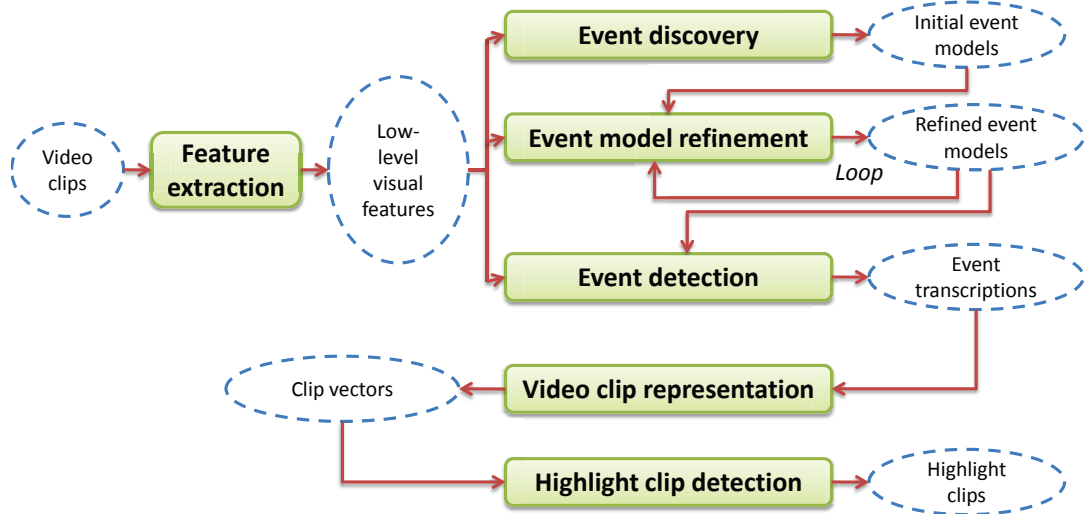 Event discovery
Initial event
models
Video
clips
Feature
extraction
Low-
level
visual
features
Event model refinement
Refined event
models
Loop
Event detection
Event
transcriptions
Clip vectors
Video clip representation
Highlight clip detection
Highlight
clips